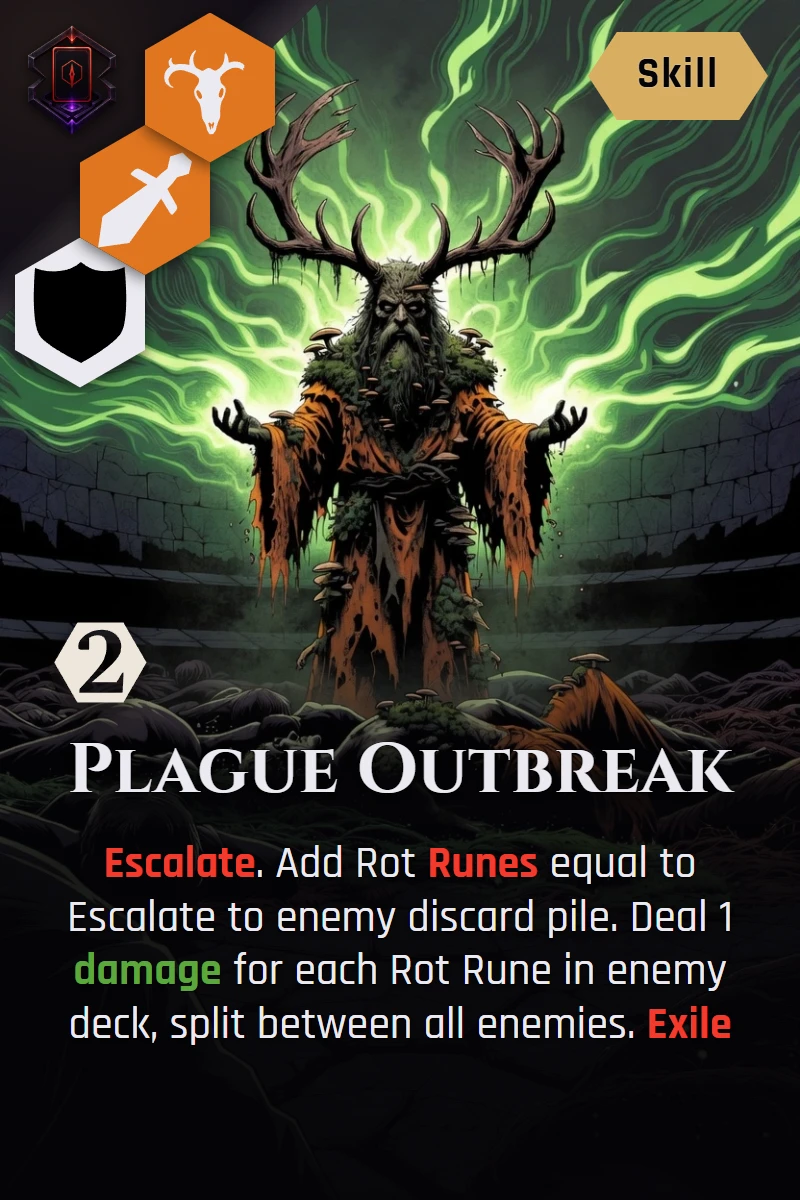 Skill
2
Plague Outbreak
Escalate. Add Rot Runes equal to
Escalate to enemy discard pile. Deal 1
damage for each Rot Rune in enemy
deck, split between all enemies. Exile